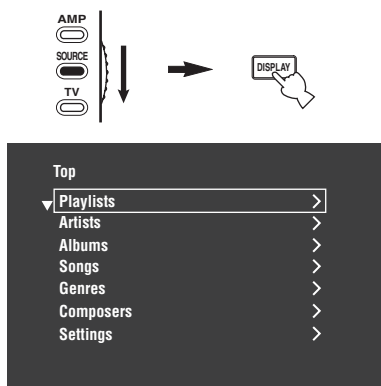 AMP
SOURCE
TV
DISPLAY
Top
Playlists
Artists
Albums
Songs
Genres
Composers
Settings